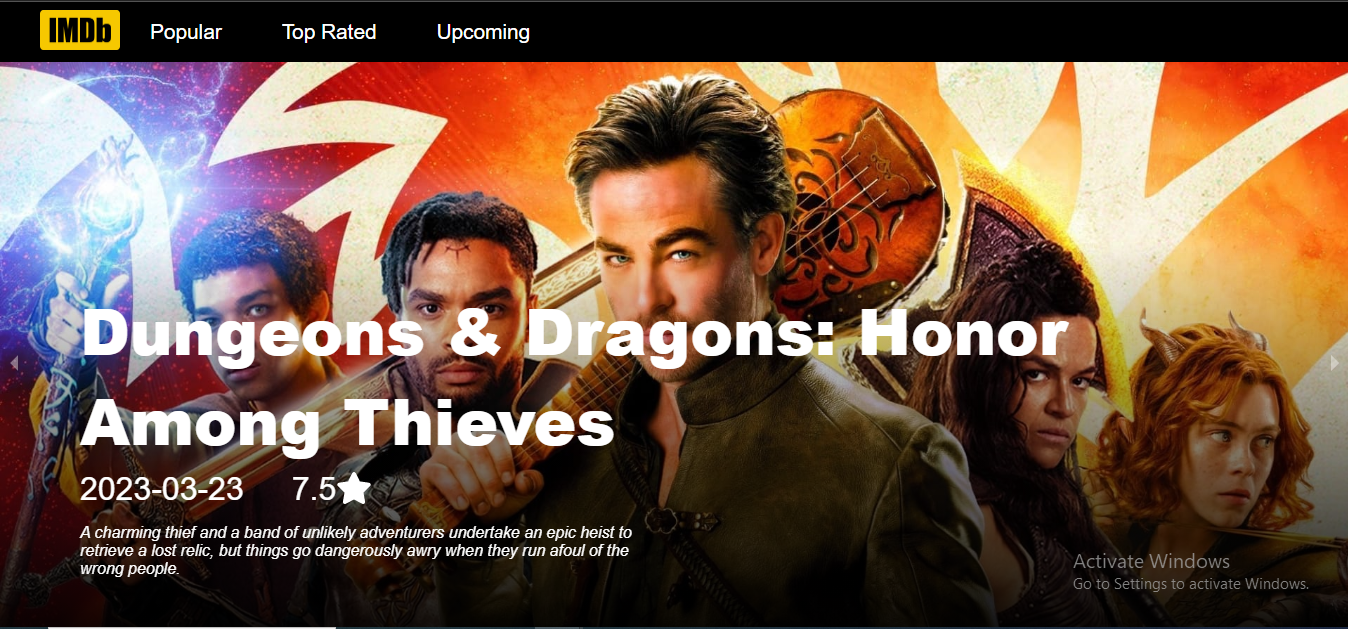 IMDb Popular Top Rated Upcoming
Dungeons & Dragons: Honor
Among Thieves
2023-03-23 7.5
A charming thief and a band of unlikely adventurers undertake an epic heist to
retrieve a lost relic, but things go dangerously awry when they run afoul of the
wrong people.
Activate Windows
Go to Settings to activate Windows.